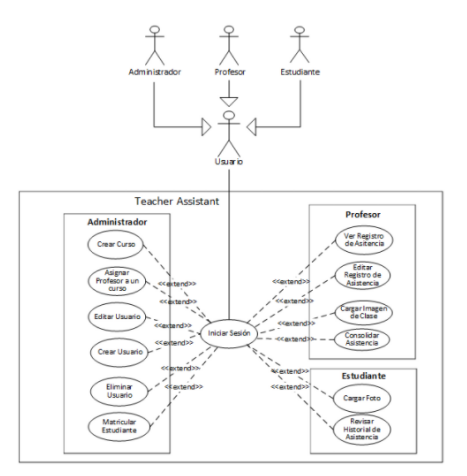 Administrador
Profesor
Estudiante
Usuario
Teacher Assistant
Administrador
Crear Curso
Asignar
Profesor a un
curso
Editar Usuario
Crear Usuario
Eliminar
Usuario
Matricular
Estudiante
<<extend>>
<<extend>>
<<extend>>
<<extend>>
<<extend>>
<<extend>>
Iniciar Sesión
<<extend>>
<<extend>>
<<extend>>
<<extend>>
<<extend>>
<<extend>>
Profesor
Ver Registro
de Asitencia
Editar
Registro de
Asistencia
Cargar Imagen
de Clase
Consolidar
Asistencia
Estudiante
Cargar Foto
Revisar
Historial de
Asistencia